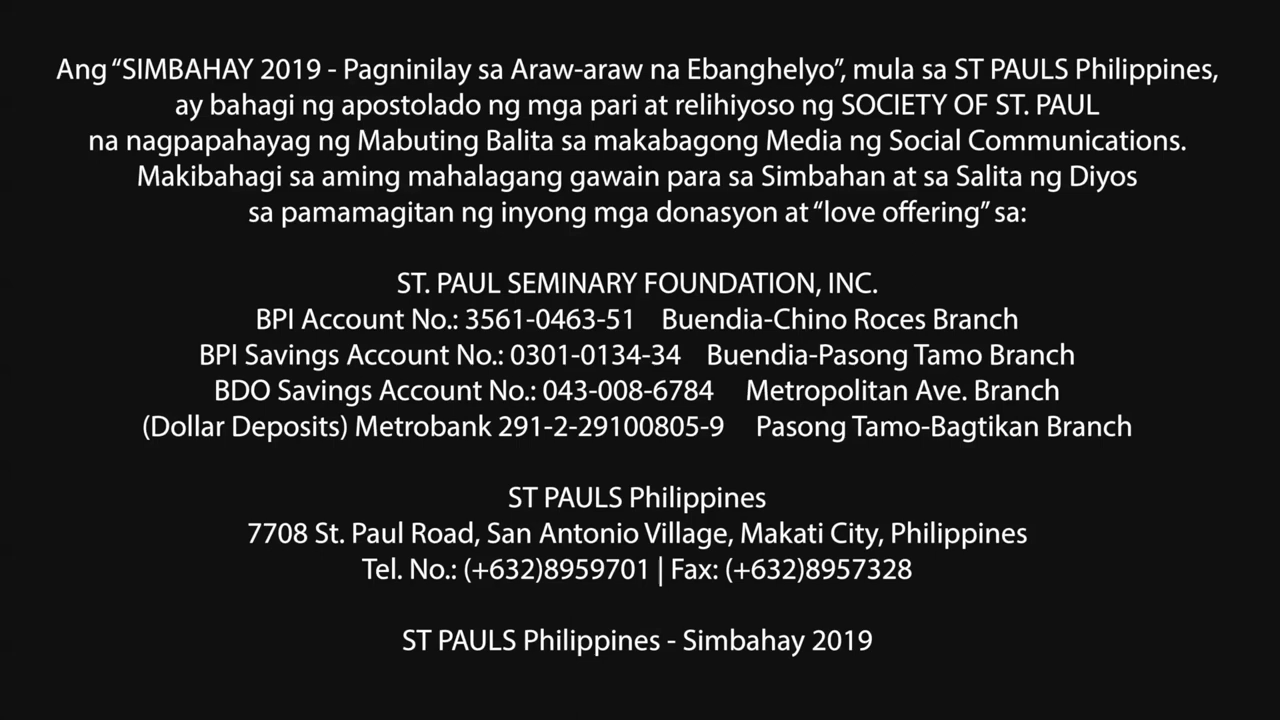 Ang “SIMBAHAY 2019 - Pagninilay sa Araw-araw na Ebanghelyo”, mula sa ST PAULS Philippines,
ay bahagi ng apostolado ng mga pari at relihiyoso ng SOCIETY OF ST. PAUL
na nagpapahayag ng Mabuting Balita sa makabagong Media ng Social Communications.
Makibahagi sa aming mahalagang gawain para sa Simbahan at sa Salita ng Diyos
sa pamamagitan ng inyong mga donasyon at “love offering” sa:
ST. PAUL SEMINARY FOUNDATION, INC.
BPI Account No.: 3561-0463-51 Buendia-Chino Roces Branch
BPI Savings Account No.: 0301-0134-34 Buendia-Pasong Tamo Branch
BDO Savings Account No.: 043-008-6784 Metropolitan Ave. Branch
(Dollar Deposits) Metrobank 291-2-29100805-9 Pasong Tamo-Bagtikan Branch
ST PAULS Philippines
7708 St. Paul Road, San Antonio Village, Makati City, Philippines
Tel. No.: (+632)8959701 | Fax: (+632)8957328
ST PAULS Philippines - Simbahay 2019